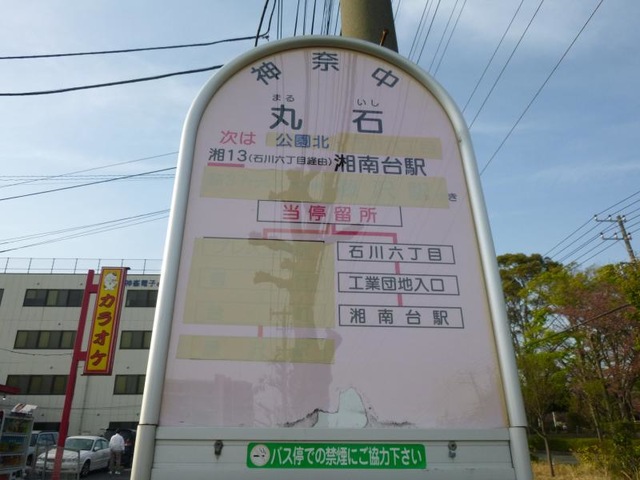 神奈中
まる いし
丸石
次は 公園北
湘13(石川六丁目経由)湘南台駅
き
当停留所
石川六丁目
工業団地入口
湘南台駅
バス停での禁煙にご協力下さい
カラオケ